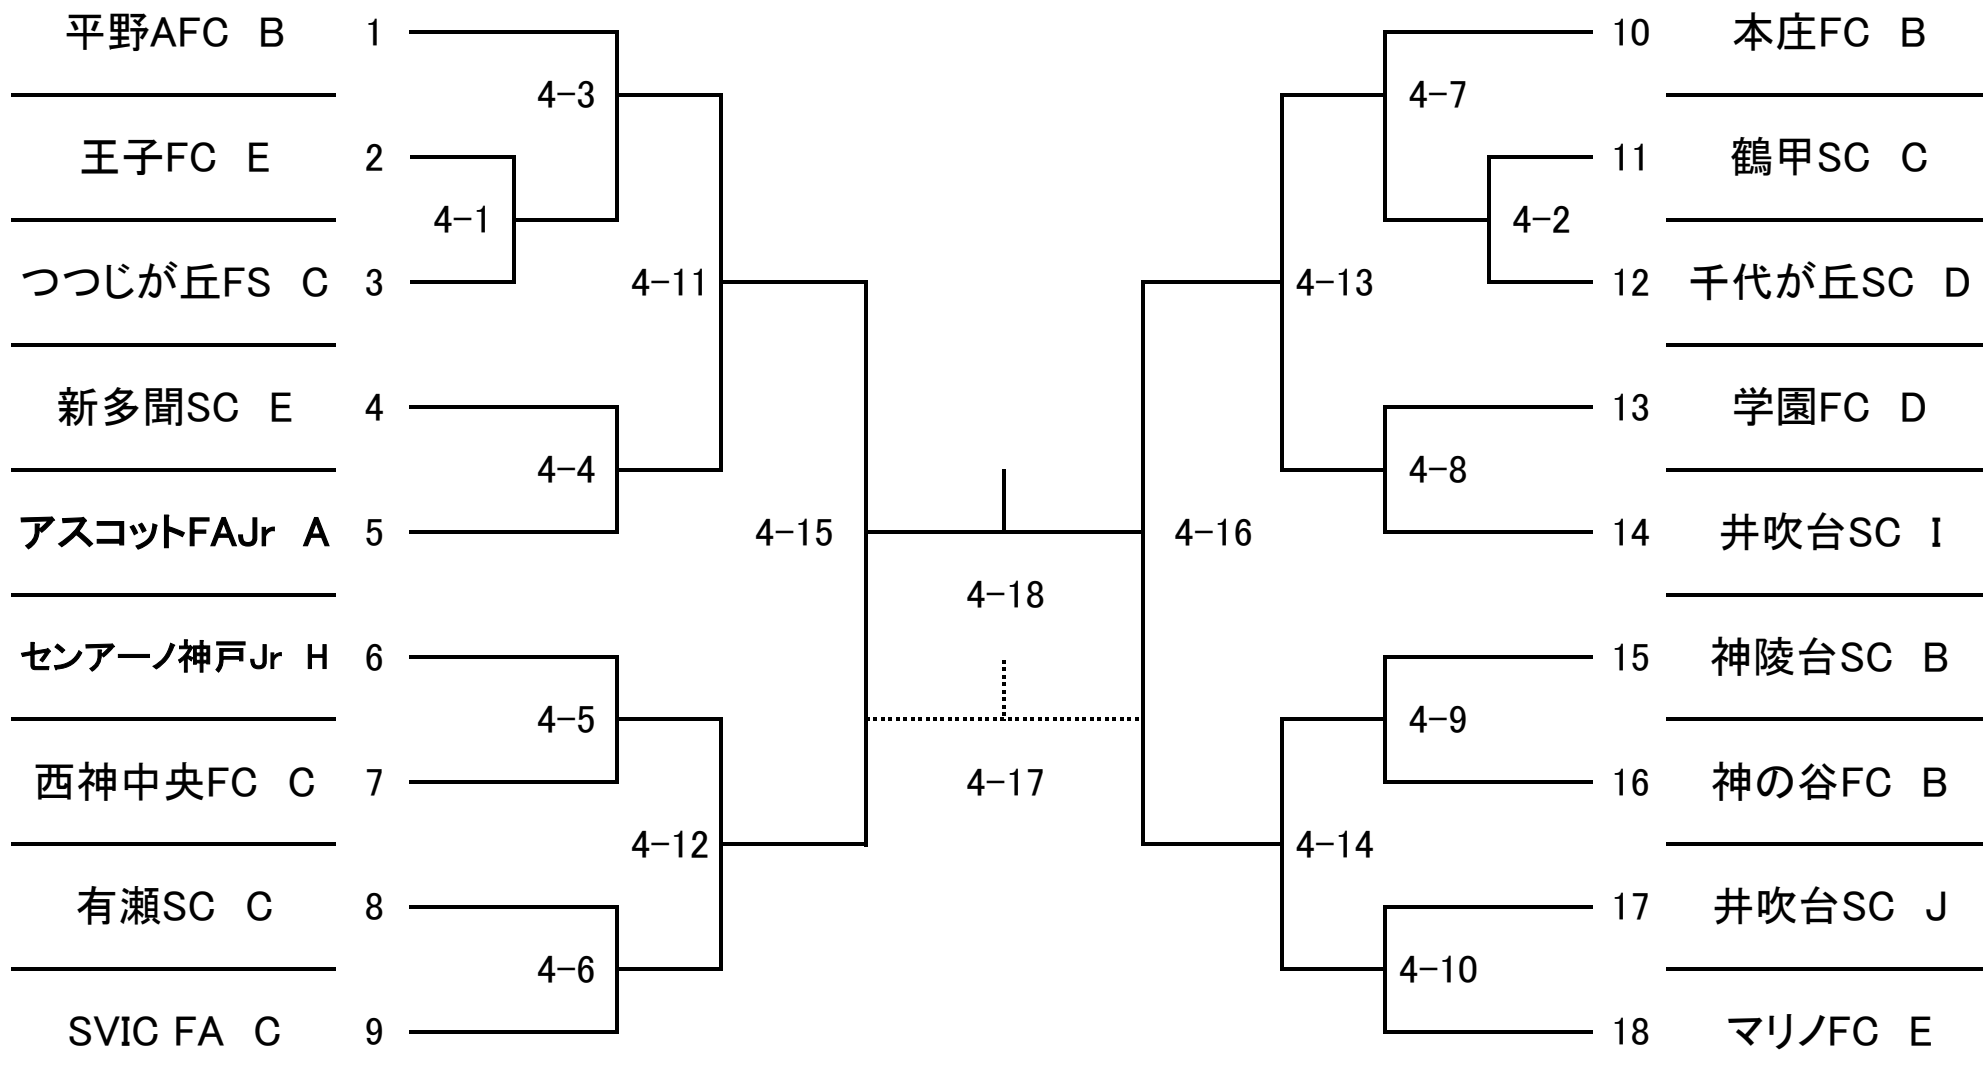 平野AFC　B 1 10 本庄FC　B
4-3 4-7
王子FC　E 2 11 鶴甲SC　C
4-1 4-2
つつじが丘FS　C 3 4-11 4-13 12 千代が丘SC　D
新多聞SC　E 4 13 学園FC　D
4-4 4-8
アスコットFAJr　A 5 4-15 4-16 14 井吹台SC　I
4-18
センアーノ神戸Jr　H 6 15 神陵台SC　B
4-5 4-9
西神中央FC　C 7 4-17 16 神の谷FC　B
4-12 4-14
有瀬SC　C 8 17 井吹台SC　J
4-6 4-10
SVIC FA　C 9 18 マリノFC　E